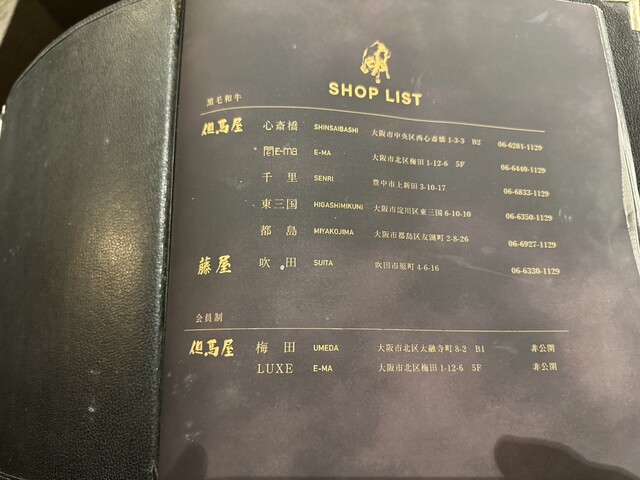 SHOP LIST
黒毛和牛
但馬屋 心斎橋 SHINSAIBASHI 大阪市中央区西心斎橋 1-3-3 B2 06-6281-1129
E-ma E-MA 大阪市北区梅田 1-12-6 5F 06-6440-1129
千里 SENRI 豊中市上新田 3-10-17 06-6833-1129
東三国 HIGASHIMIKUNI 大阪市淀川区東三国 6-10-10 06-6350-1129
都島 MIYAKOJIMA 大阪市都島区友渕町 2-8-26 06-6927-1129
藤屋 吹田 SUITA 吹田市原町 4-6-16 06-6330-1129
会員制
但馬屋 梅田 UMEDA 大阪市北区太融寺町 8-2 B1 非公開
LUXE E-MA 大阪市北区梅田 1-12-6 5F 非公開